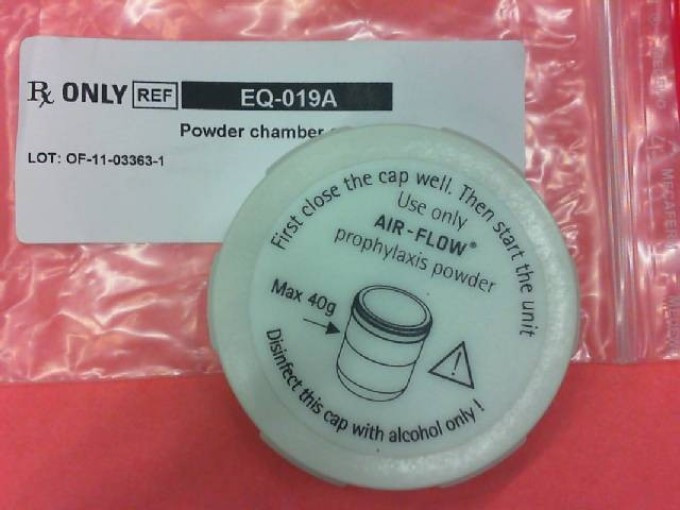 Rx ONLY REF EQ-019A
Powder chamber
LOT: OF-11-03363-1
First close the cap well. Then start the unit
Use only
AIR-FLOW®
prophylaxis powder
Max 40g
Disinfect this cap with alcohol only !